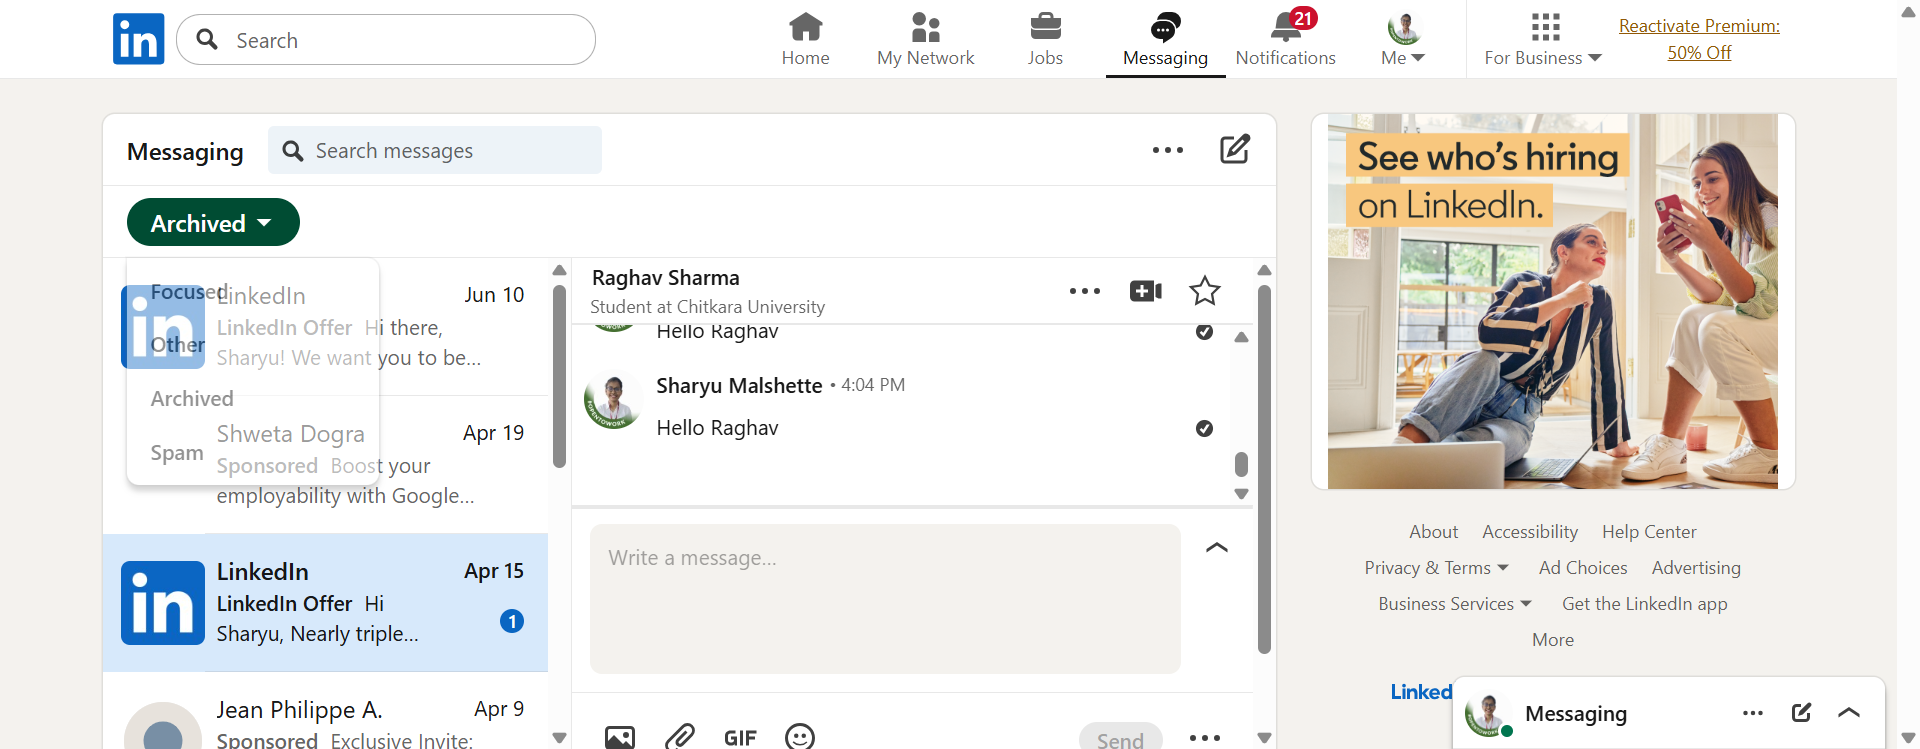 in
Search
Home
My Network
Jobs
Messaging
21
Notifications
Me
For Business
Reactivate Premium:
50% Off
Messaging
Search messages
Archived
Focused
Other
Archived
Spam
in
LinkedIn
Jun 10
LinkedIn Offer Hi there,
Sharyu! We want you to be...
Shweta Dogra
Apr 19
Sponsored Boost your
employability with Google...
in
LinkedIn
Apr 15
LinkedIn Offer Hi
Sharyu, Nearly triple...
1
Jean Philippe A.
Apr 9
Sponsored Exclusive Invite:
Raghav Sharma
Student at Chitkara University
Hello Raghav
Sharyu Malshette • 4:04 PM
#OPENTOWORK
Hello Raghav
Write a message...
GIF
Send
See who's hiring
on LinkedIn.
About
Accessibility
Help Center
Privacy & Terms
Ad Choices
Advertising
Business Services
Get the LinkedIn app
More
Linked
Messaging